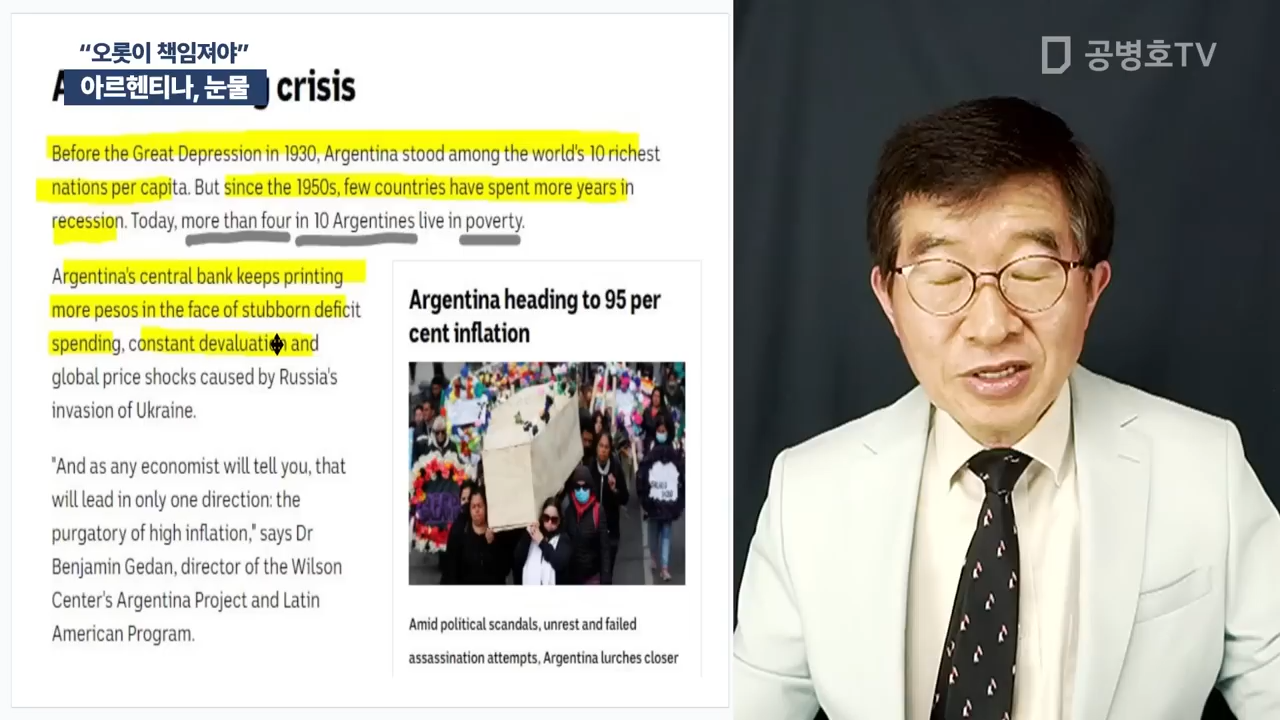 “오롯이 책임져야”
아르헨티나, 눈물
crisis
공병호TV
Before the Great Depression in 1930, Argentina stood among the world's 10 richest
nations per capita. But since the 1950s, few countries have spent more years in
recession. Today, more than four in 10 Argentines live in poverty.
Argentina's central bank keeps printing
more pesos in the face of stubborn deficit
spending, constant devaluation and
global price shocks caused by Russia's
invasion of Ukraine.
"And as any economist will tell you, that
will lead in only one direction: the
purgatory of high inflation," says Dr
Benjamin Gedan, director of the Wilson
Center's Argentina Project and Latin
American Program.
Argentina heading to 95 per
cent inflation
Amid political scandals, unrest and failed
assassination attempts, Argentina lurches closer